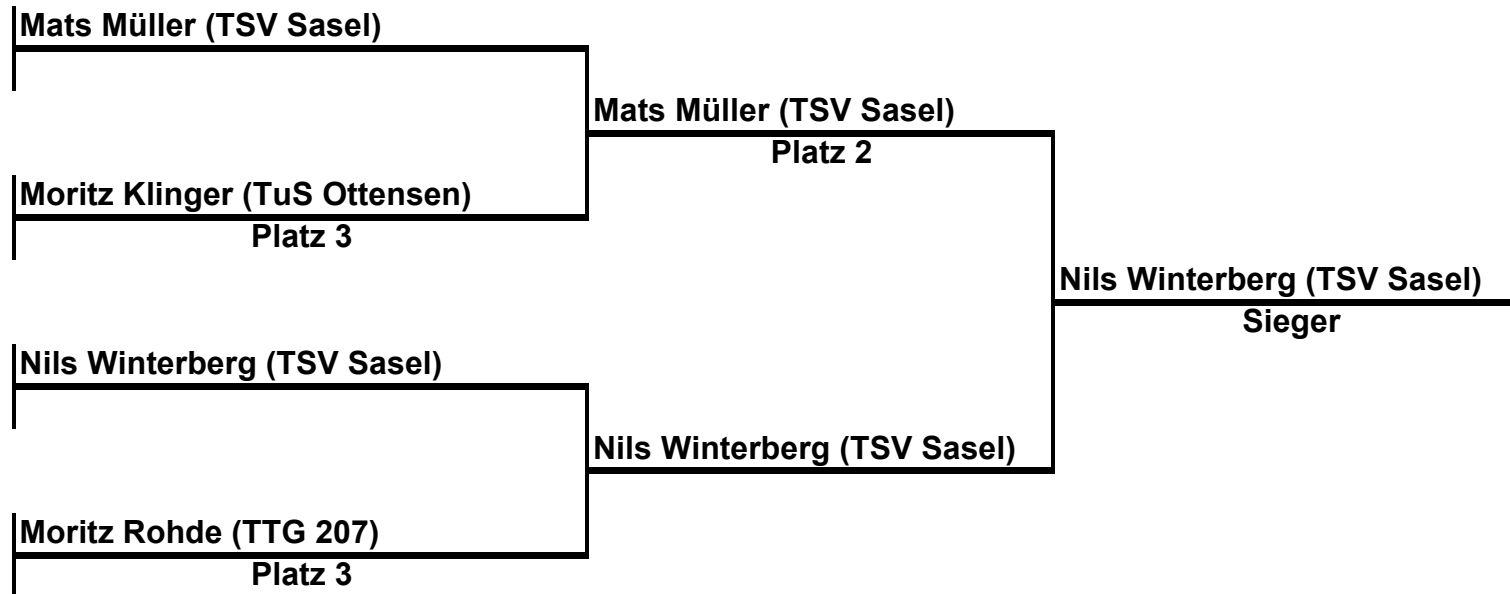 Mats Müller (TSV Sasel)
Mats Müller (TSV Sasel)
Platz 2
Moritz Klinger (TuS Ottensen)
Platz 3
Nils Winterberg (TSV Sasel)
Sieger
Nils Winterberg (TSV Sasel)
Nils Winterberg (TSV Sasel)
Moritz Rohde (TTG 207)
Platz 3